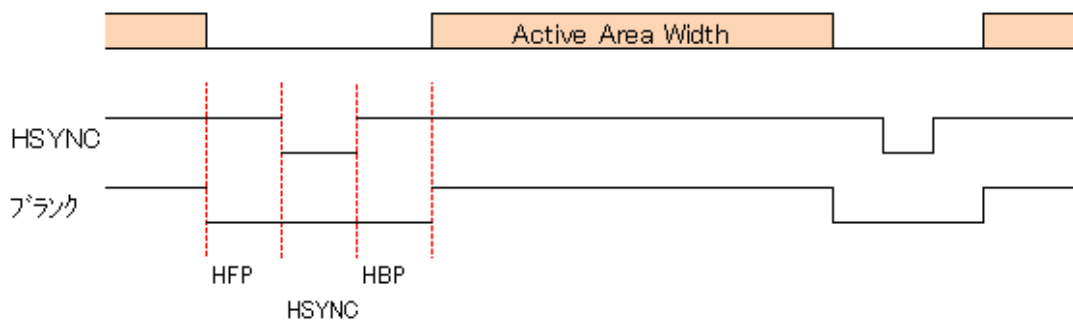 Active Area Width
HSYNC
ブランク
HFP
HBP
HSYNC